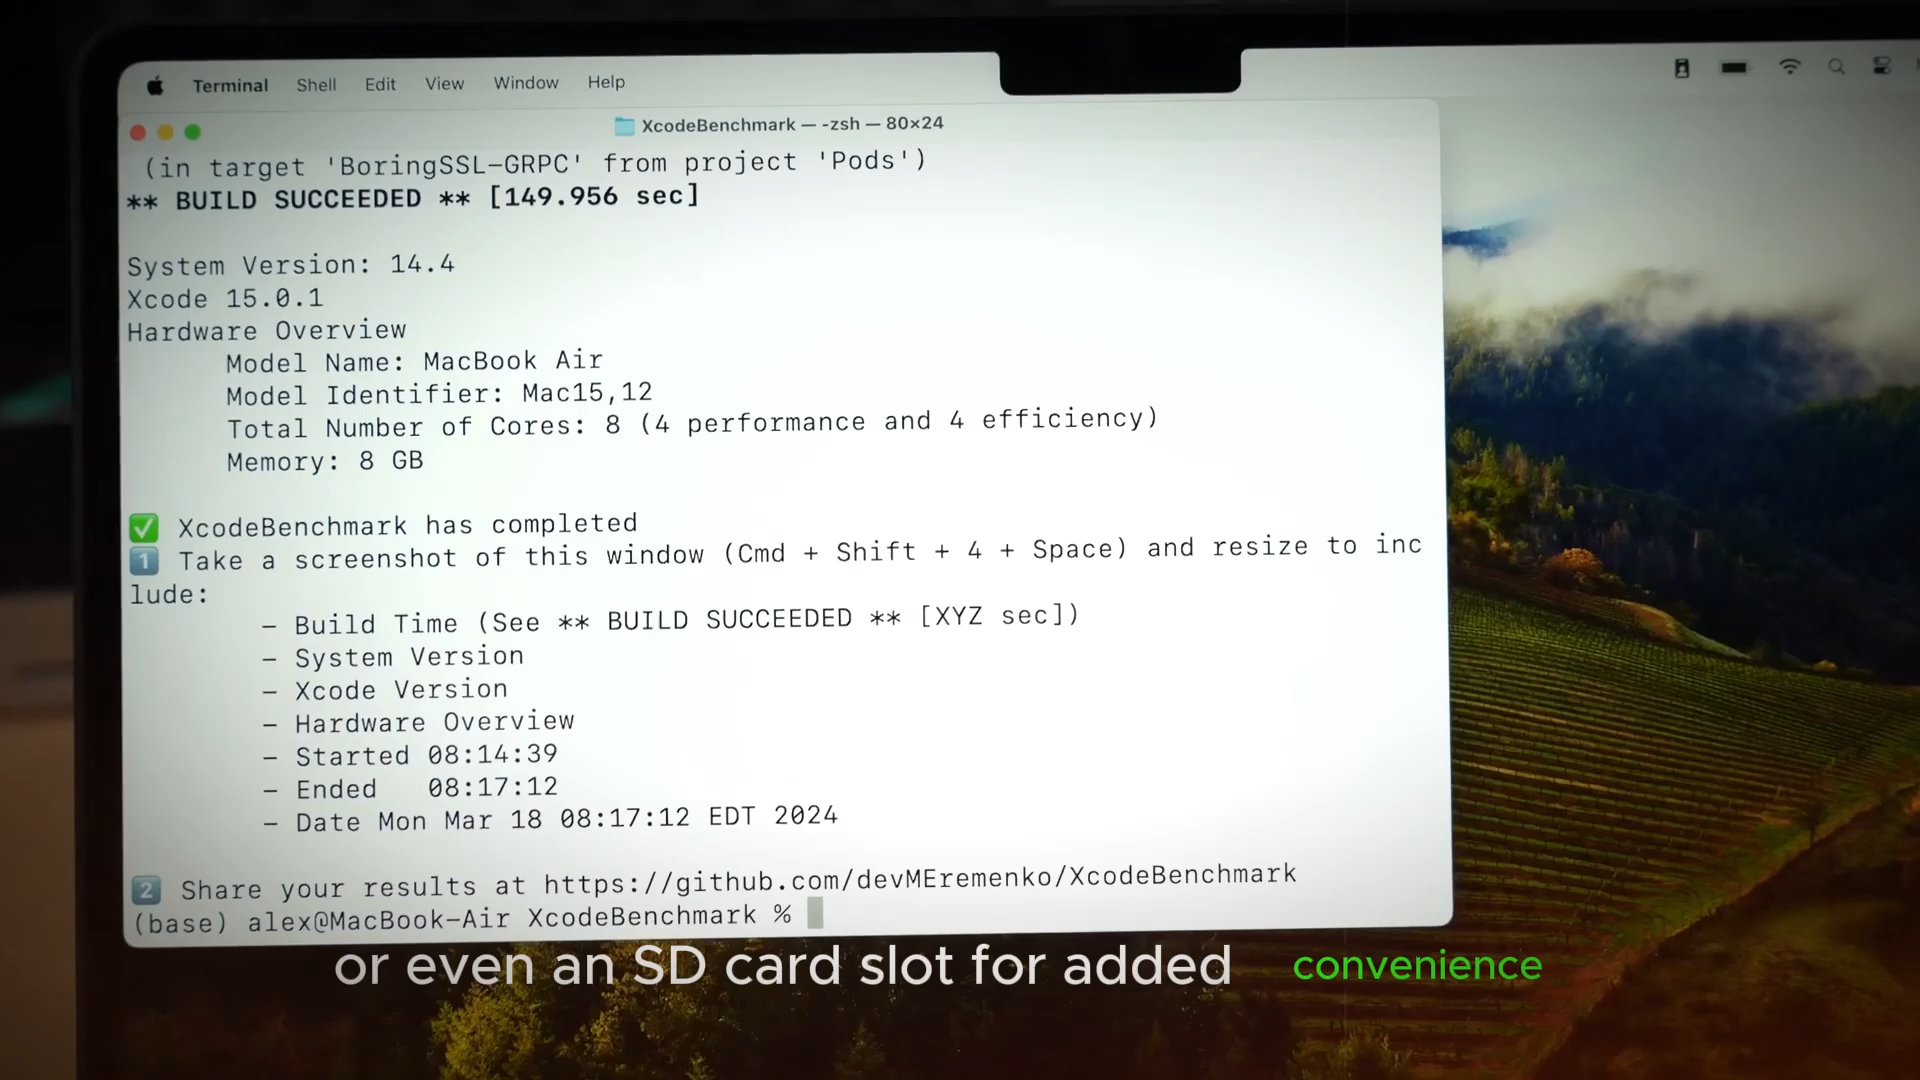 Terminal Shell Edit View Window Help
XcodeBenchmark — -zsh — 80×24
(in target 'BoringSSL-GRPC' from project 'Pods')
** BUILD SUCCEEDED ** [149.956 sec]
System Version: 14.4
Xcode 15.0.1
Hardware Overview
Model Name: MacBook Air
Model Identifier: Mac15,12
Total Number of Cores: 8 (4 performance and 4 efficiency)
Memory: 8 GB
✅ XcodeBenchmark has completed
1️⃣ Take a screenshot of this window (Cmd + Shift + 4 + Space) and resize to inc
lude:
– Build Time (See ** BUILD SUCCEEDED ** [XYZ sec])
– System Version
– Xcode Version
– Hardware Overview
– Started 08:14:39
– Ended 08:17:12
– Date Mon Mar 18 08:17:12 EDT 2024
2️⃣ Share your results at https://github.com/devMEremenko/XcodeBenchmark
(base) alex@MacBook-Air XcodeBenchmark %
or even an SD card slot for added convenience